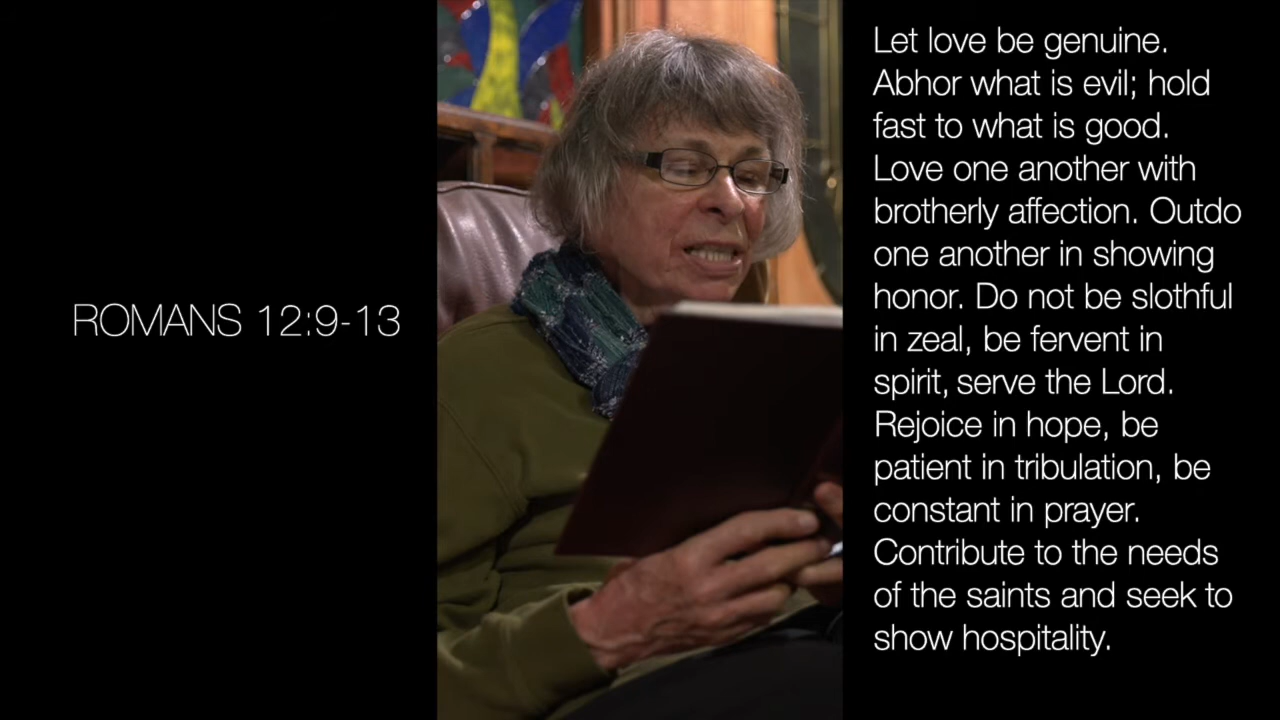 ROMANS 12:9-13
Let love be genuine.
Abhor what is evil; hold
fast to what is good.
Love one another with
brotherly affection. Outdo
one another in showing
honor. Do not be slothful
in zeal, be fervent in
spirit, serve the Lord.
Rejoice in hope, be
patient in tribulation, be
constant in prayer.
Contribute to the needs
of the saints and seek to
show hospitality.